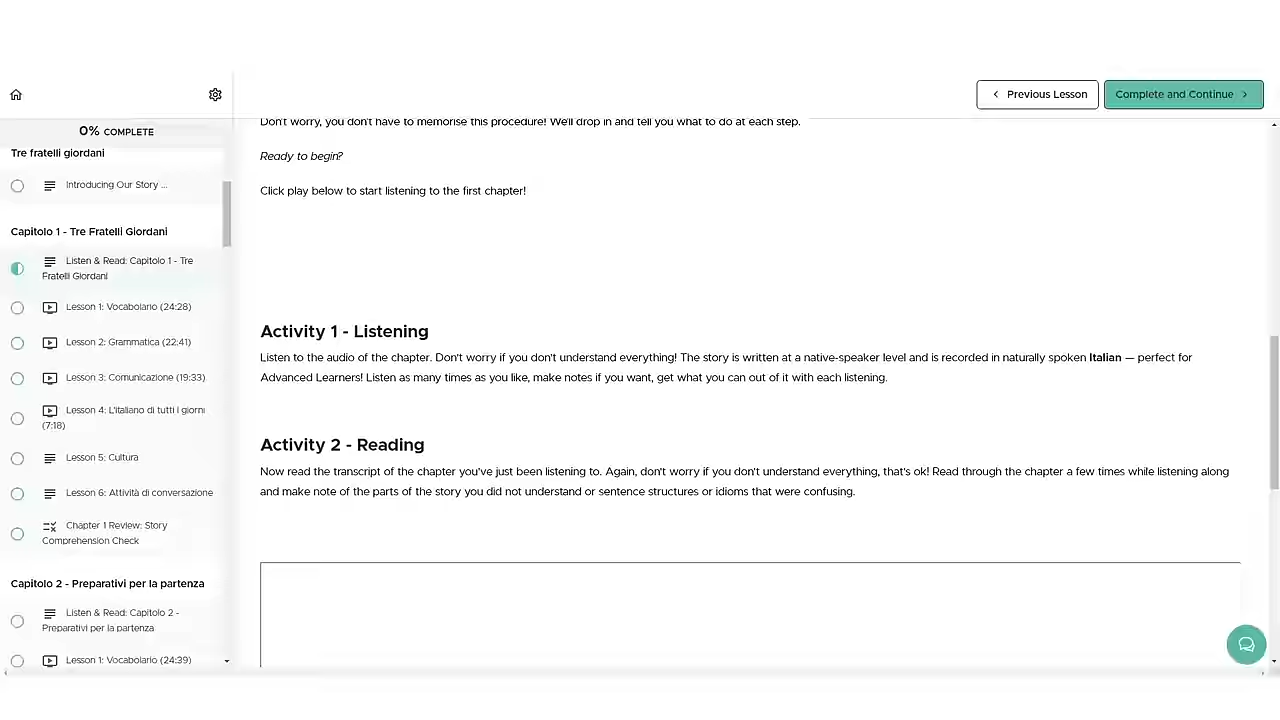 Previous Lesson
Complete and Continue
0% COMPLETE
Tre fratelli giordani
Introducing Our Story ...
Capitolo 1 - Tre Fratelli Giordani
Listen & Read: Capitolo 1 - Tre
Fratelli Giordani
Lesson 1: Vocabolario (24:28)
Lesson 2: Grammatica (22:41)
Lesson 3: Comunicazione (19:33)
Lesson 4: L'italiano di tutti i giorni
(7:18)
Lesson 5: Cultura
Lesson 6: Attività di conversazione
Chapter 1 Review: Story
Comprehension Check
Capitolo 2 - Preparativi per la partenza
Listen & Read: Capitolo 2 -
Preparativi per la partenza
Lesson 1: Vocabolario (24:39)
Don't worry, you don't have to memorise this procedure! We'll drop in and tell you what to do at each step.
Ready to begin?
Click play below to start listening to the first chapter!
Activity 1 - Listening
Listen to the audio of the chapter. Don't worry if you don't understand everything! The story is written at a native-speaker level and is recorded in naturally spoken Italian — perfect for
Advanced Learners! Listen as many times as you like, make notes if you want, get what you can out of it with each listening.
Activity 2 - Reading
Now read the transcript of the chapter you've just been listening to. Again, don't worry if you don't understand everything, that's ok! Read through the chapter a few times while listening along
and make note of the parts of the story you did not understand or sentence structures or idioms that were confusing.